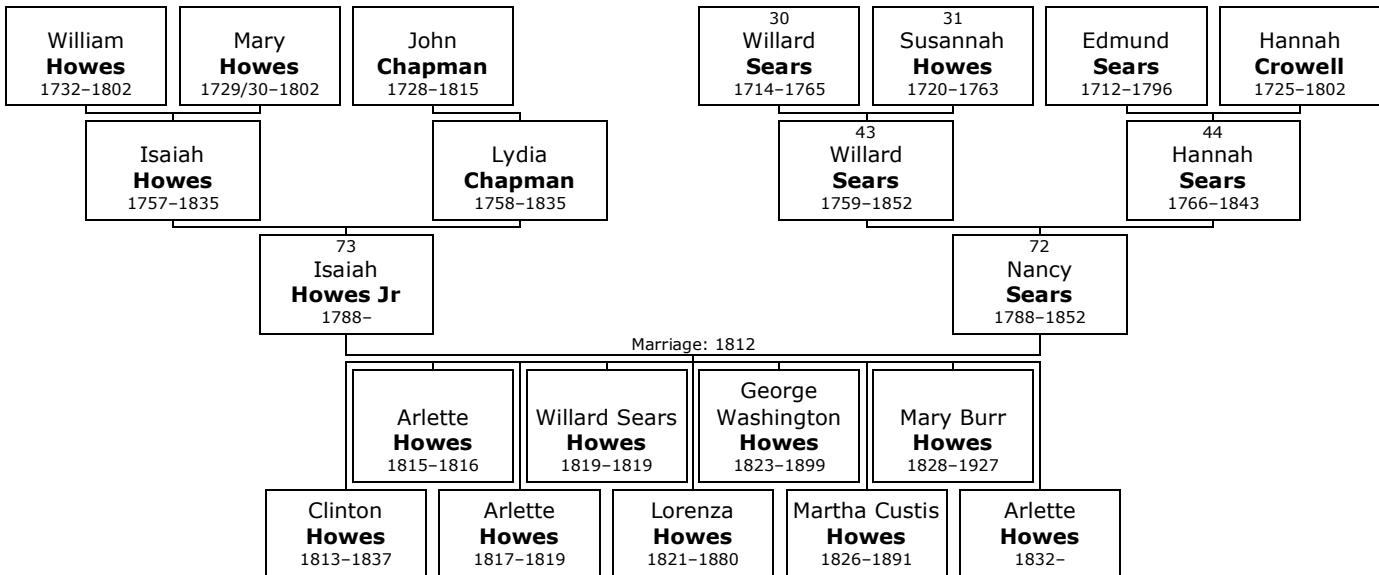 William
Howes
1732–1802
Mary
Howes
1729/30–1802
John
Chapman
1728–1815
30
Willard
Sears
1714–1765
31
Susannah
Howes
1720–1763
Edmund
Sears
1712–1796
Hannah
Crowell
1725–1802
Isaiah
Howes
1757–1835
Lydia
Chapman
1758–1835
43
Willard
Sears
1759–1852
44
Hannah
Sears
1766–1843
73
Isaiah
Howes Jr
1788–
72
Nancy
Sears
1788–1852
Marriage: 1812
Arlette
Howes
1815–1816
Willard Sears
Howes
1819–1819
George
Washington
Howes
1823–1899
Mary Burr
Howes
1828–1927
Clinton
Howes
1813–1837
Arlette
Howes
1817–1819
Lorenza
Howes
1821–1880
Martha Custis
Howes
1826–1891
Arlette
Howes
1832–